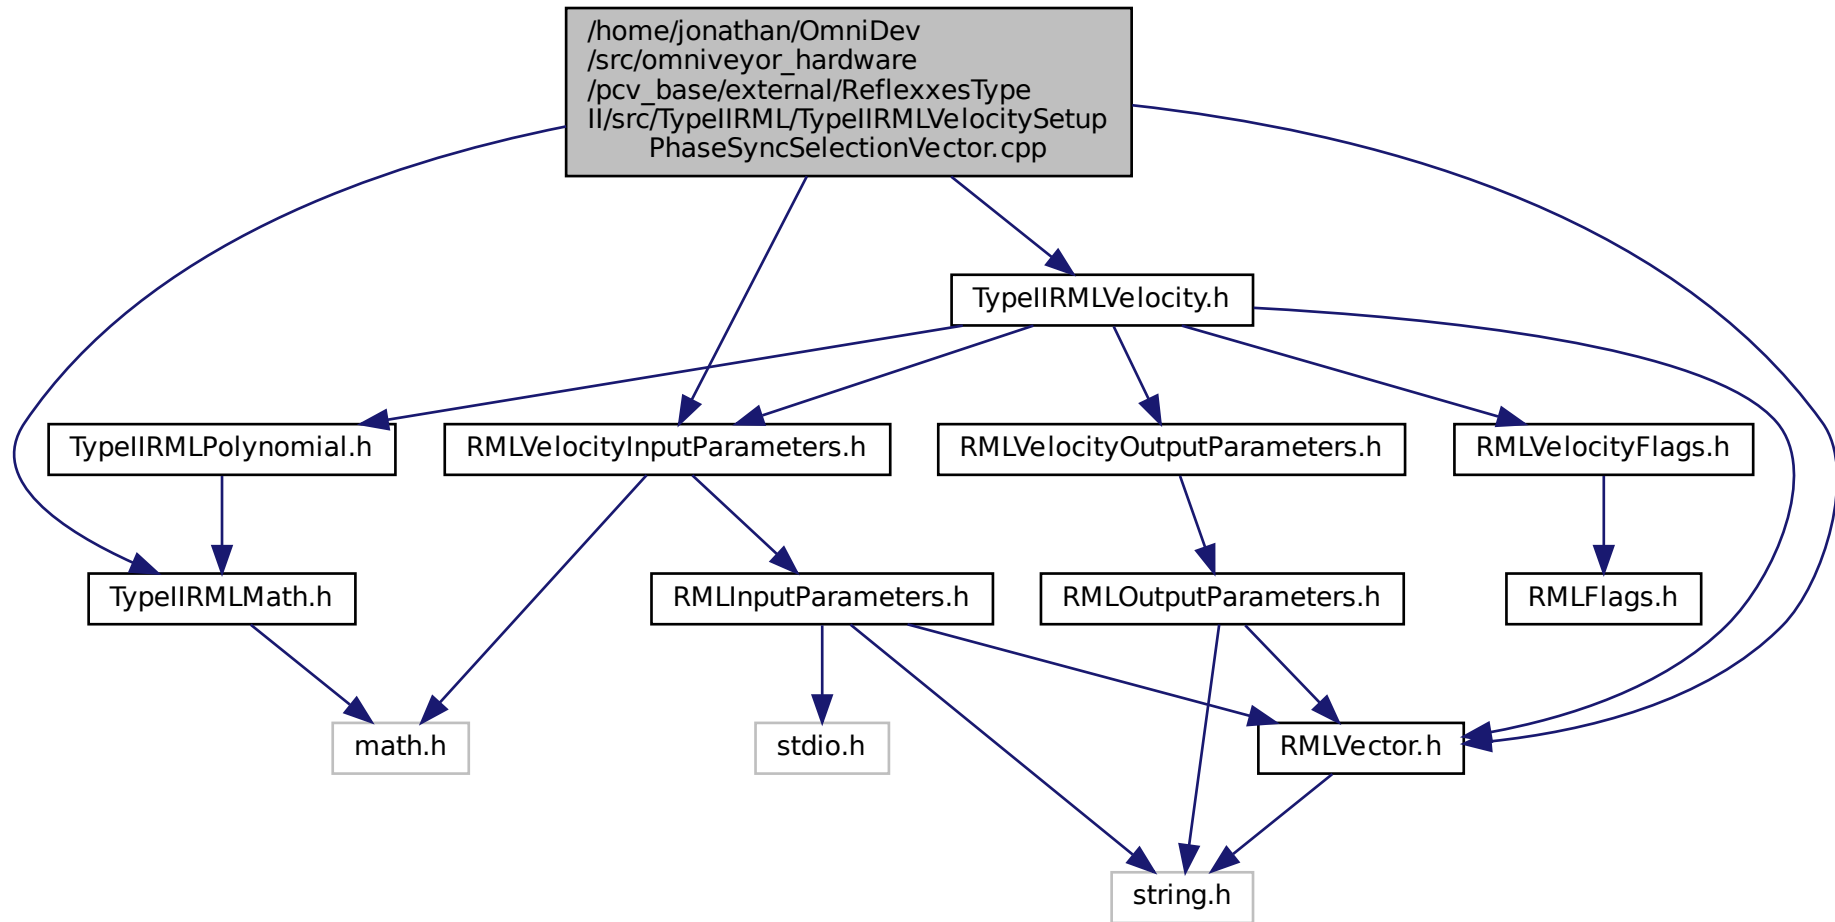 /home/jonathan/OmniDev
/src/omniveyor_hardware
/pcv_base/external/ReflexxesType
II/src/TypeIIRML/TypeIIRMLVelocitySetup
PhaseSyncSelectionVector.cpp
TypeIIRMLVelocity.h
TypeIIRMLPolynomial.h
RMLVelocityInputParameters.h
RMLVelocityOutputParameters.h
RMLVelocityFlags.h
TypeIIRMLMath.h
RMLInputParameters.h
RMLOutputParameters.h
RMLFlags.h
math.h
stdio.h
RMLVector.h
string.h